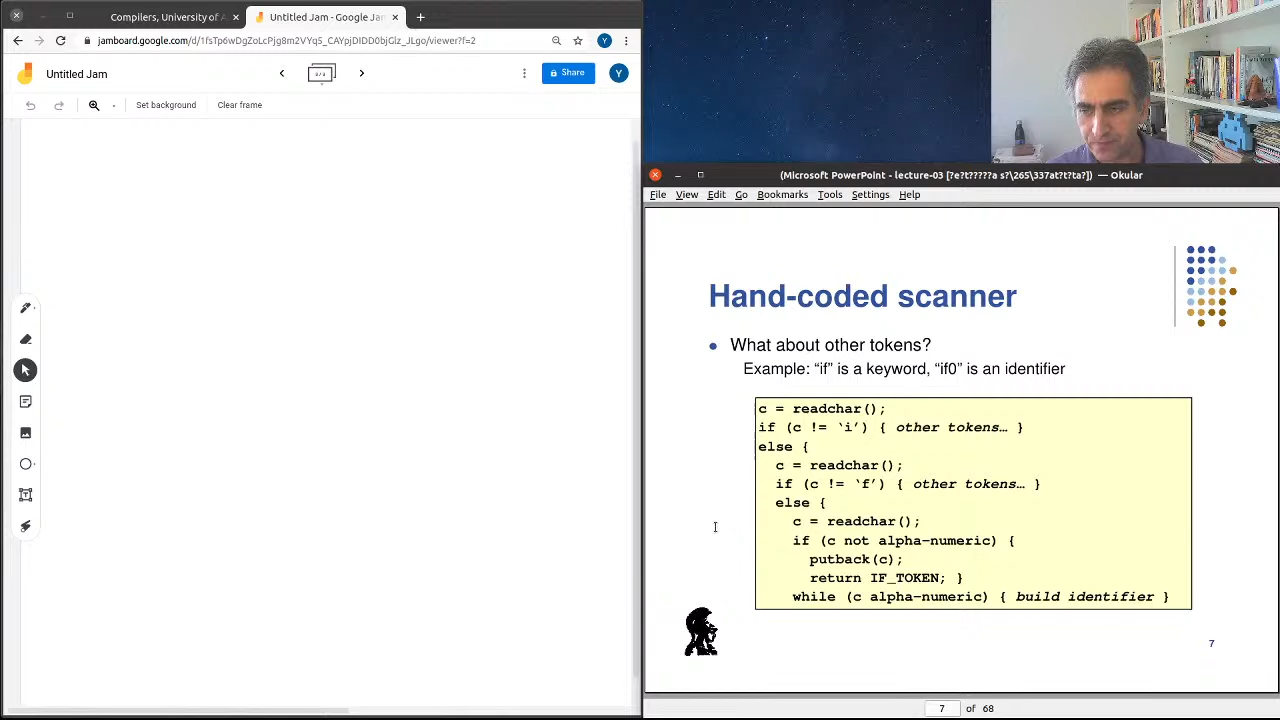 Compilers, University of A
Untitled Jam - Google Jam
jamboard.google.com/d/1fsTp6wDgZoLcPjg8m2VYq5_CAYpjDIDD0bjGlz_JLgo/viewer?f=2
Y
Untitled Jam
3/3
Share
Y
Set background
Clear frame
(Microsoft PowerPoint - lecture-03 [?e?t?????a s?\265\337at?t?ta?]) — Okular
File View Edit Go Bookmarks Tools Settings Help
Hand-coded scanner
What about other tokens?
Example: “if” is a keyword, “if0” is an identifier
c = readchar();
if (c != ‘i’) { other tokens… }
else {
c = readchar();
if (c != ‘f’) { other tokens… }
else {
c = readchar();
if (c not alpha-numeric) {
putback(c);
return IF_TOKEN; }
while (c alpha-numeric) { build identifier }
7
7 of 68